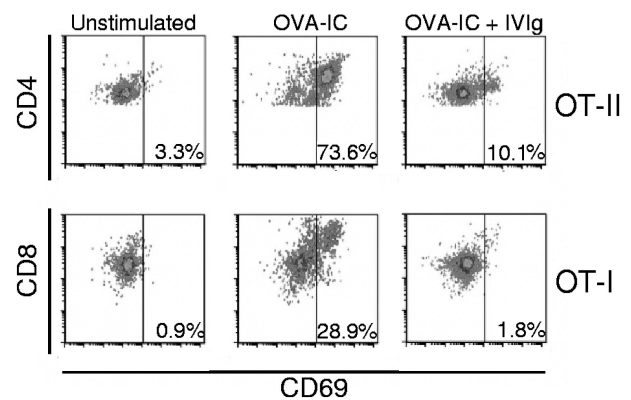 Unstimulated OVA-IC OVA-IC + IVIg
CD4
3.3% 73.6% 10.1%
OT-II
CD8
0.9% 28.9% 1.8%
OT-I
CD69